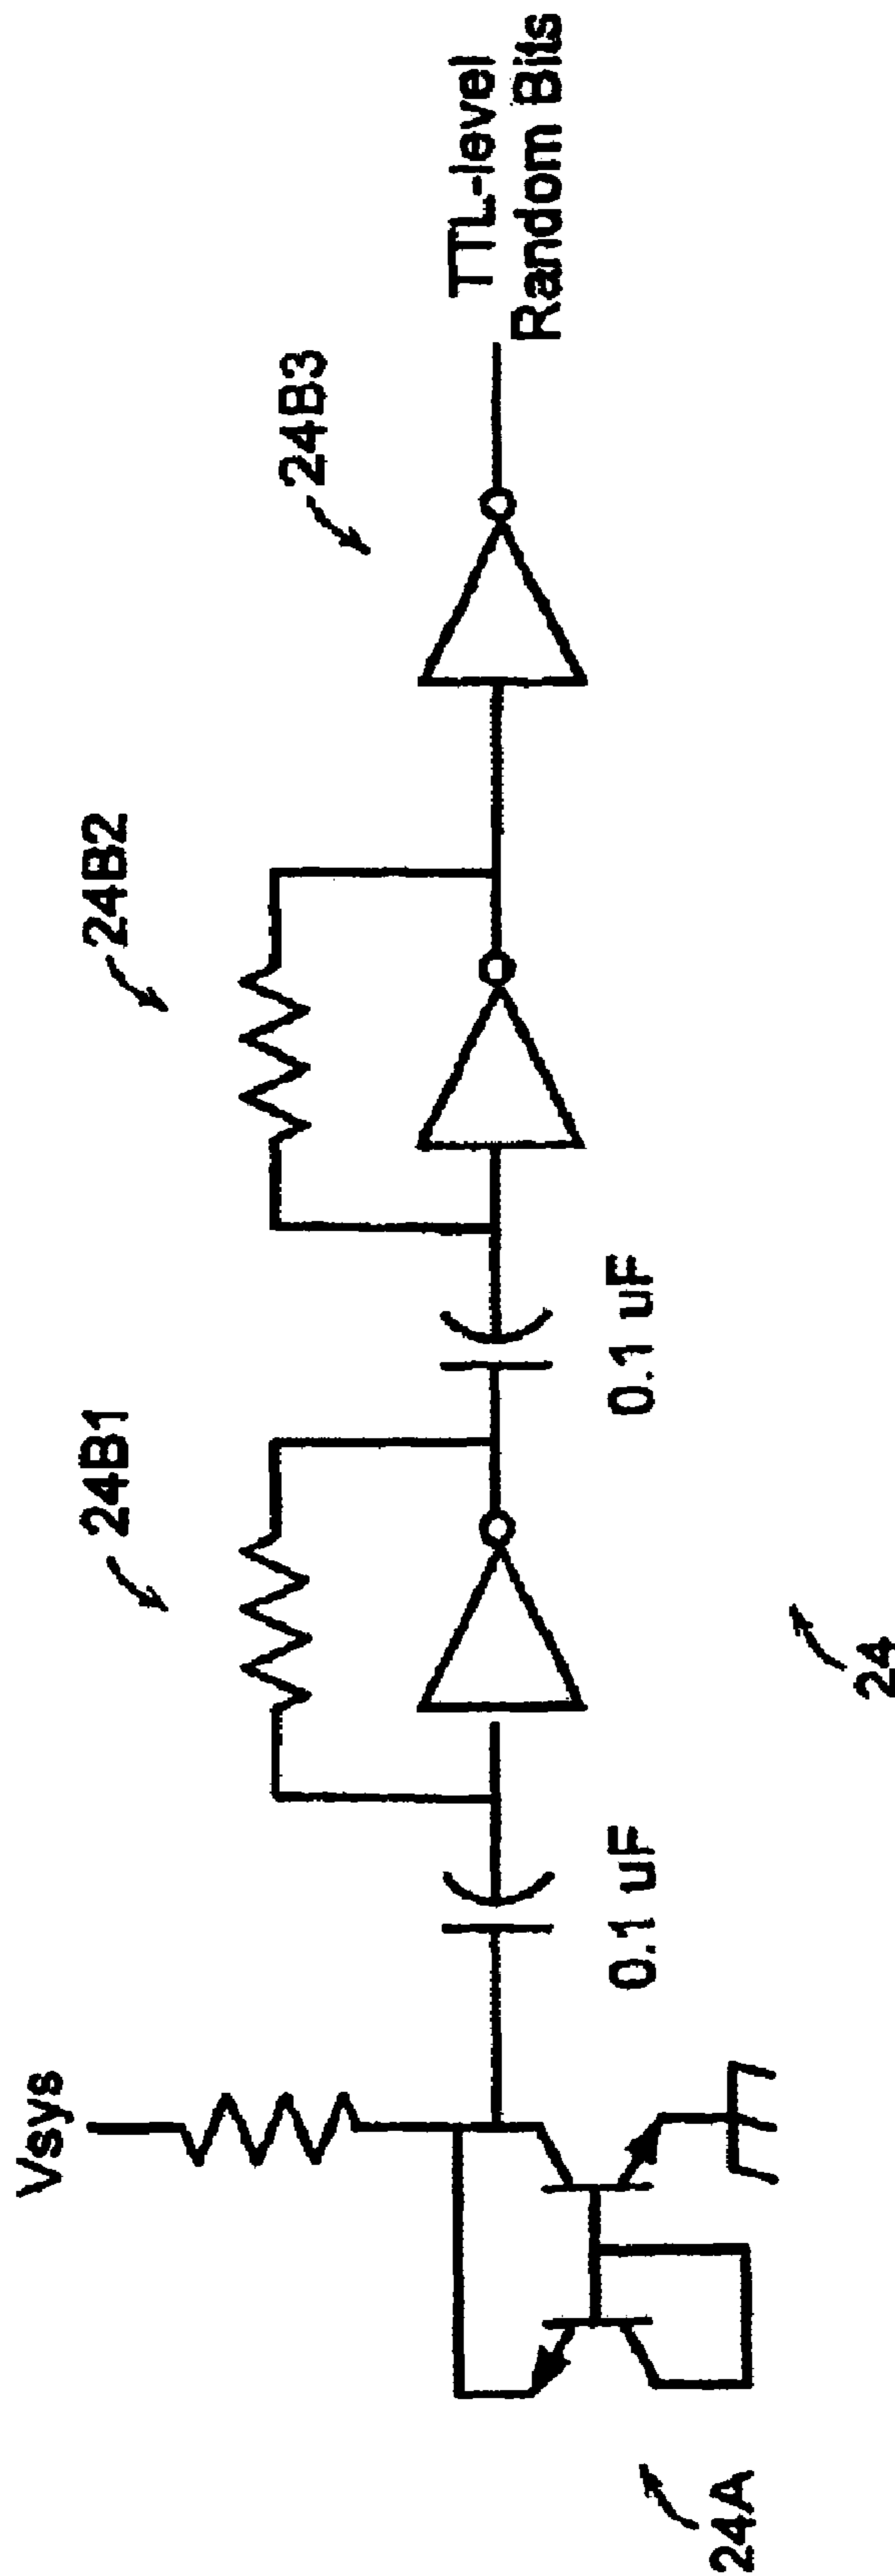 Vsys
24A
0.1 uF
24B1
24
0.1 uF
24B2
24B3
TTL-level
Random Bits